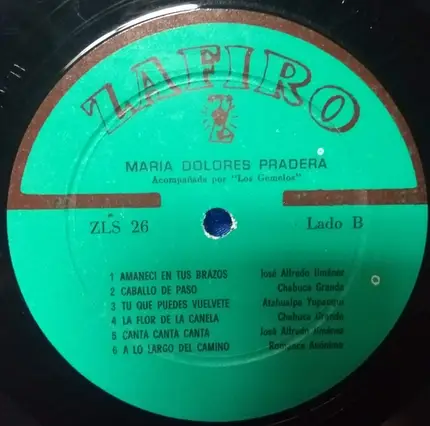 ZAFIRO
Z
MARIA DOLORES PRADERA
Acompañada por "Los Gemelos"
ZLS 26 Lado B
1 AMANECI EN TUS BRAZOS José Alfredo Jiménez
2 CABALLO DE PASO Chabuca Granda
3 TU QUE PUEDES VUELVETE Atahualpa Yupanqui
4 LA FLOR DE LA CANELA Chabuca Granda
5 CANTA CANTA CANTA José Alfredo Jiménez
6 A LO LARGO DEL CAMINO Romance Anónimo